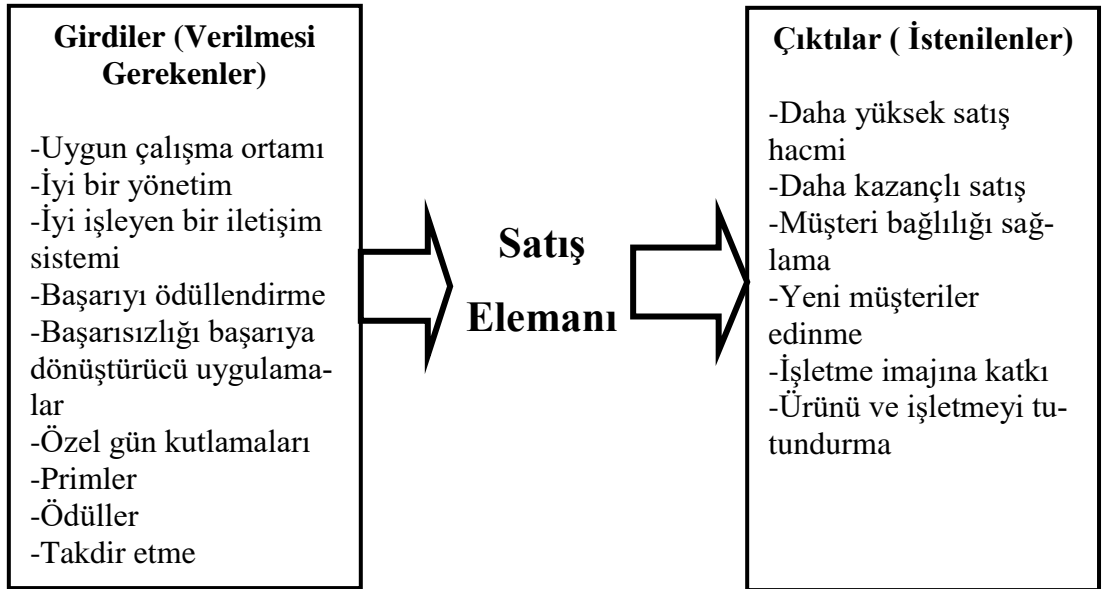 Girdiler (Verilmesi
Gerekenler)
-Uygun çalışma ortamı
-İyi bir yönetim
-İyi işleyen bir iletişim
sistemi
-Başarıyı ödüllendirme
-Başarısızlığı başarıya
dönüştürücü uygulama-
lar
-Özel gün kutlamaları
-Primler
-Ödüller
-Takdir etme
Satış
Elemanı
Çıktılar ( İstenilenler)
-Daha yüksek satış
hacmi
-Daha kazançlı satış
-Müşteri bağlılığı sağ-
lama
-Yeni müşteriler
edinme
-İşletme imajına katkı
-Ürünü ve işletmeyi tu-
tundurma